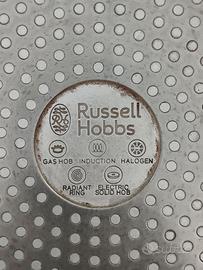 Russell
Hobbs
GAS HOB INDUCTION HALOGEN
RADIANT ELECTRIC
RING SOLID HOB